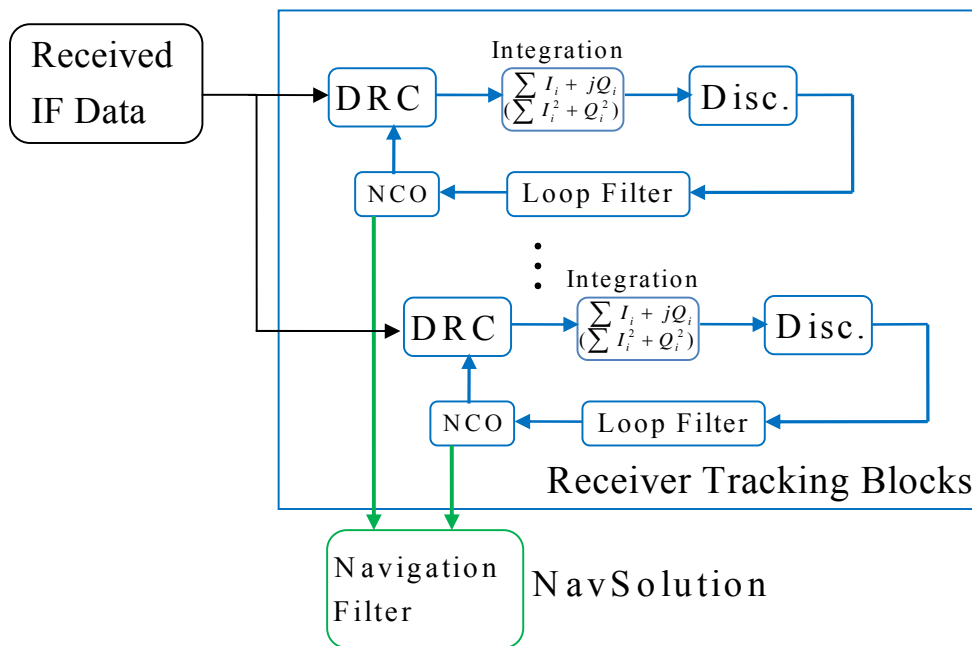 Received
IF Data
Integration
DRC
∑ I_i + jQ_i
(∑ I_i^2 + Q_i^2)
Disc.
NCO
Loop Filter
Integration
DRC
∑ I_i + jQ_i
(∑ I_i^2 + Q_i^2)
Disc.
NCO
Loop Filter
Receiver Tracking Blocks
Navigation
Filter
NavSolution